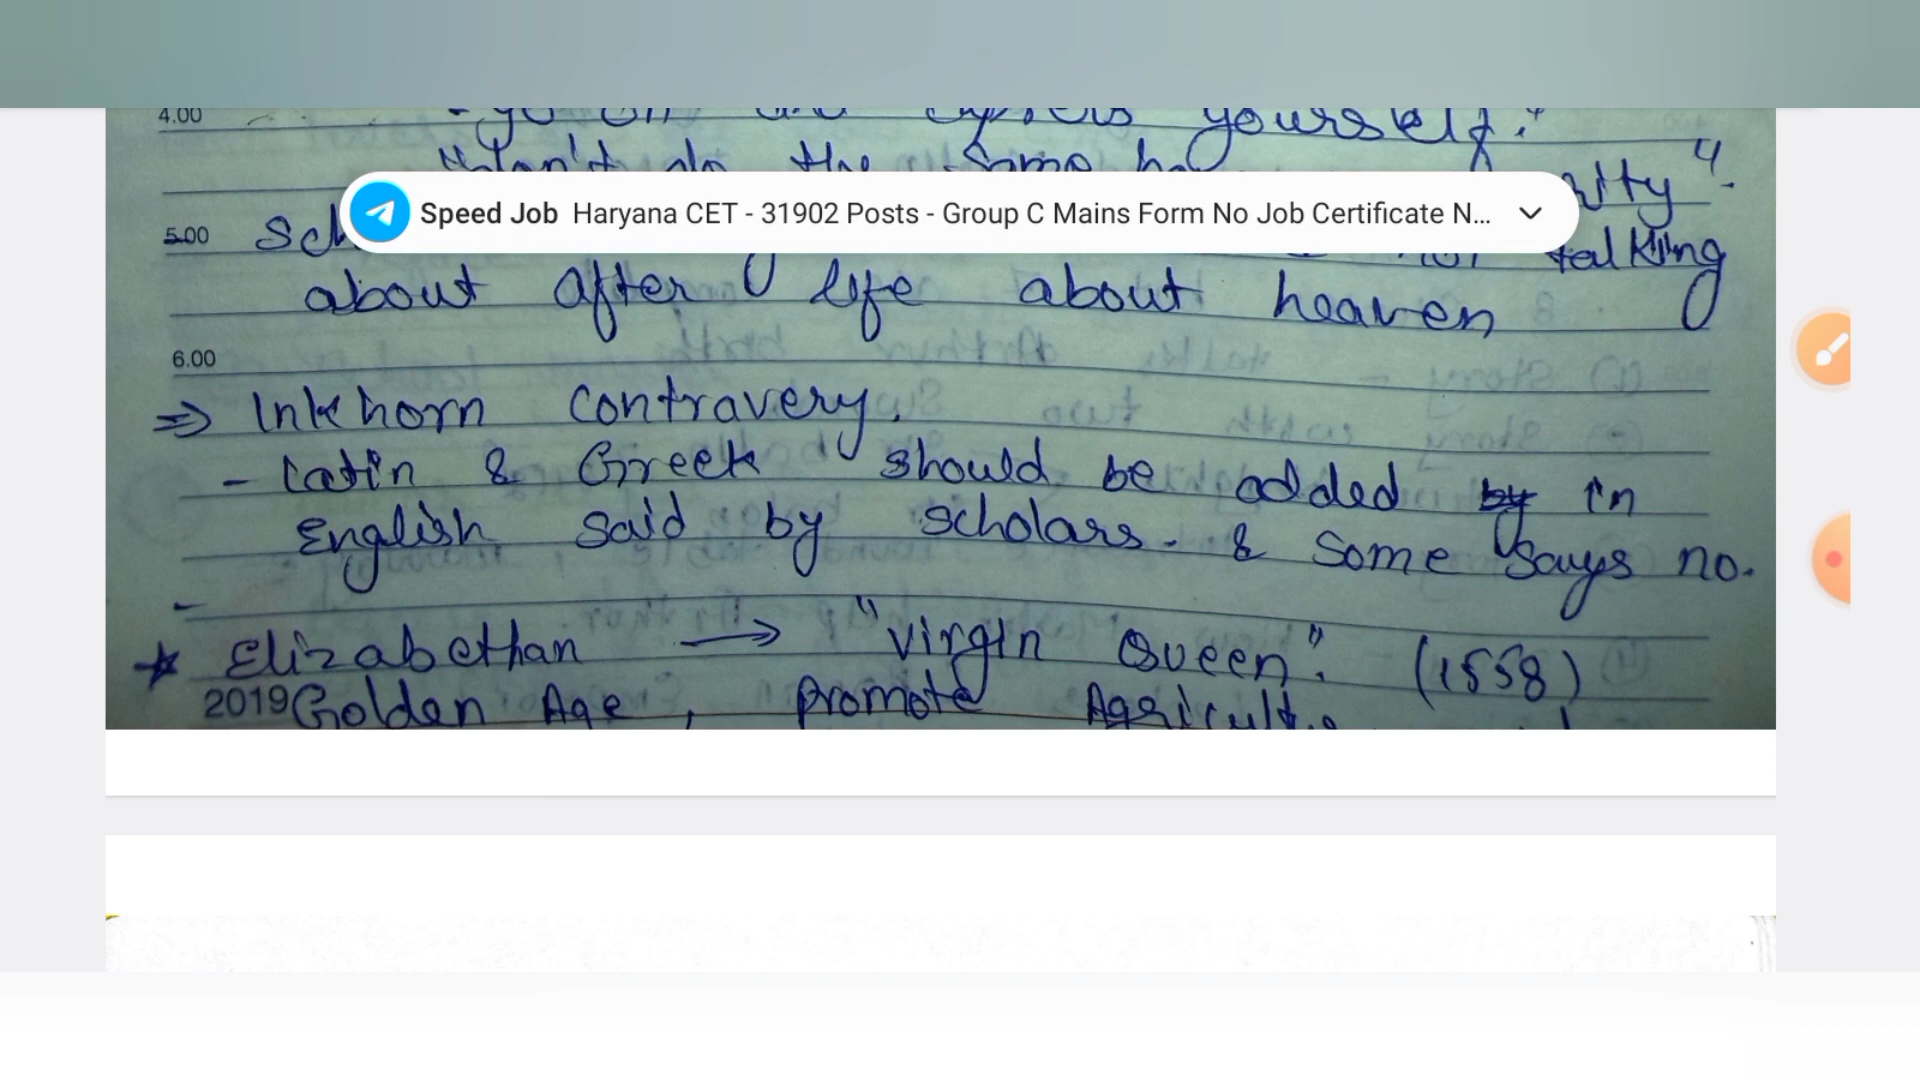 4.00
yourself."
the same
5.00 talking
Speed Job Haryana CET - 31902 Posts - Group C Mains Form No Job Certificate N...
about after life about heaven
6.00
⇒ Inkhorn contravery.
- Latin & Greek should be added by in
English said by scholars. & some says no.
-
★ Elizabethan → "virgin Queen". (1558)
2019 Golden Age, promote